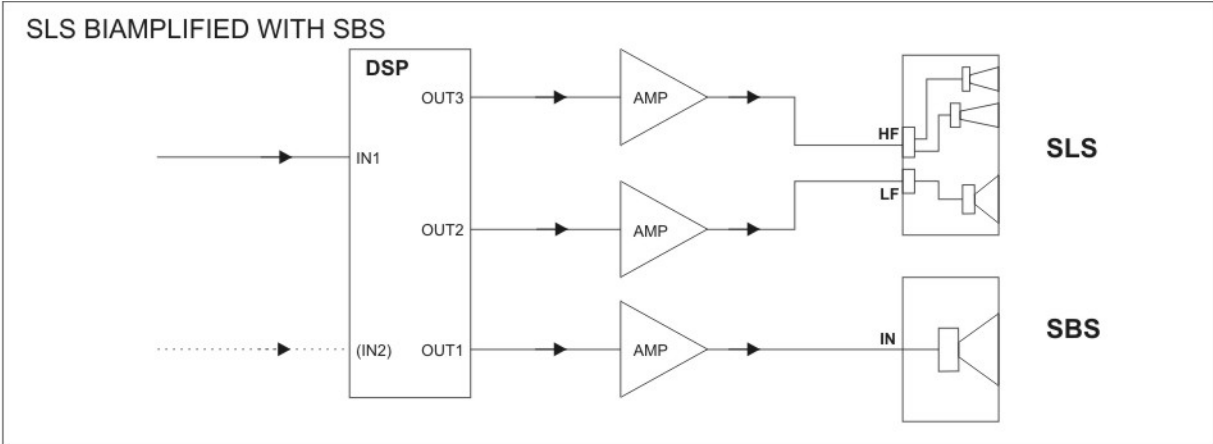 SLS BIAMPLIFIED WITH SBS
DSP
OUT3
AMP
HF
SLS
IN1
LF
OUT2
AMP
(IN2)
OUT1
AMP
IN
SBS